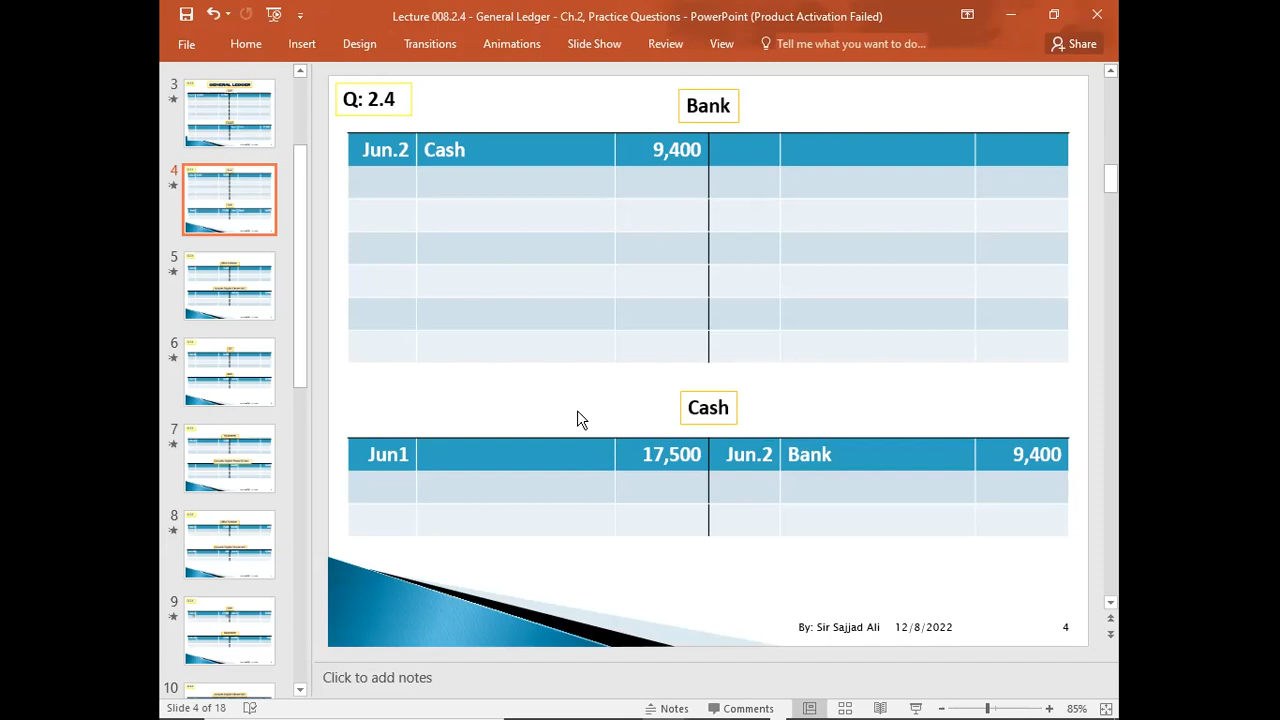 Lecture 008.2.4 - General Ledger - Ch.2, Practice Questions - PowerPoint (Product Activation Failed)
File Home Insert Design Transitions Animations Slide Show Review View Tell me what you want to do... Share
3
GENERAL LEDGER
4
5
6
7
8
9
10
Q: 2.4
Bank
Jun.2 Cash 9,400
Cash
Jun1 17,500 Jun.2 Bank 9,400
By: Sir Sajjad Ali 12/8/2022 4
Click to add notes
Slide 4 of 18 Notes Comments 85%